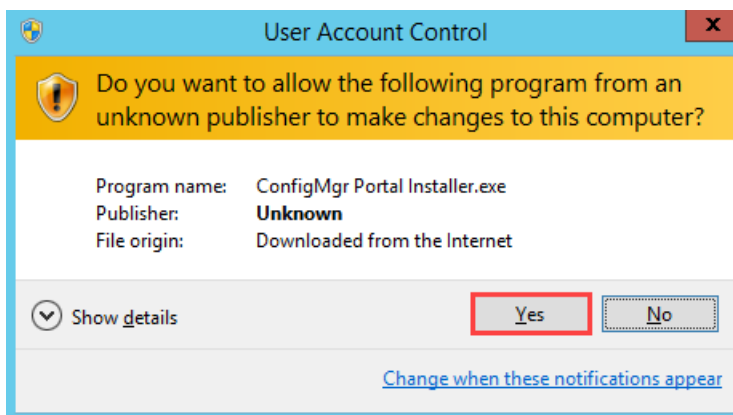 User Account Control
x
Do you want to allow the following program from an
unknown publisher to make changes to this computer?
Program name: ConfigMgr Portal Installer.exe
Publisher: Unknown
File origin: Downloaded from the Internet
Show details Yes No
Change when these notifications appear